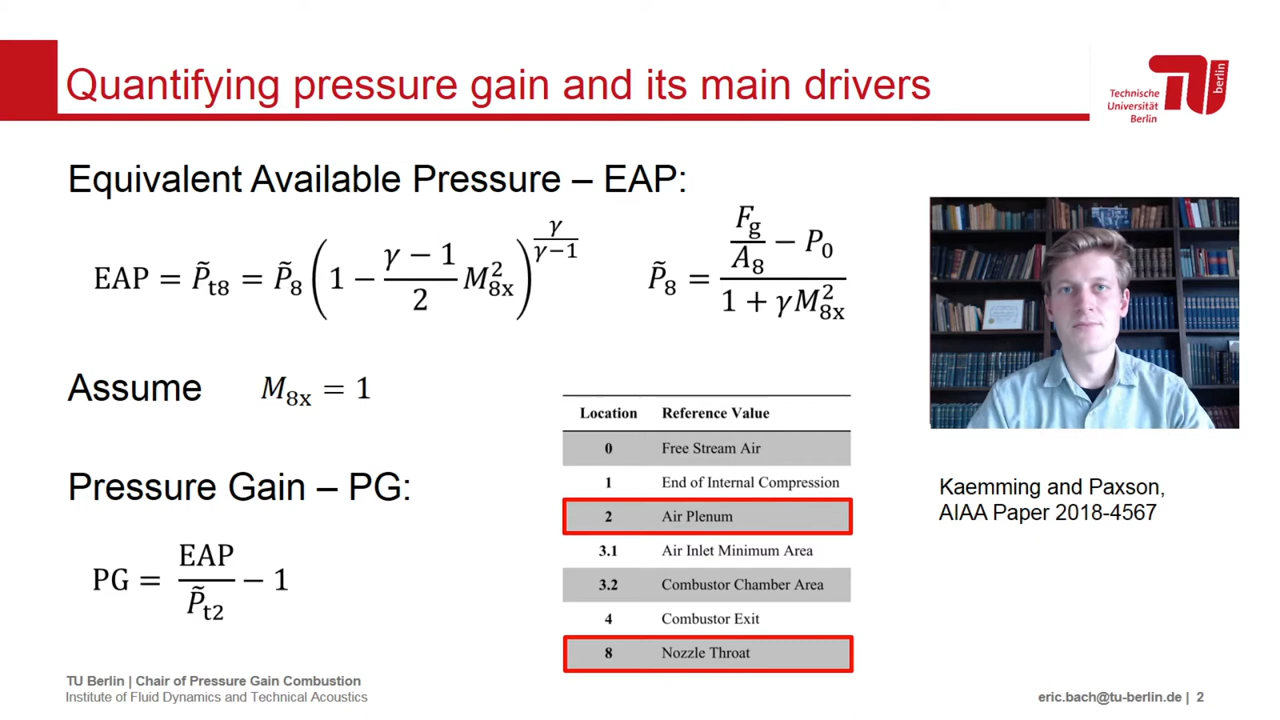 Quantifying pressure gain and its main drivers
Technische
Universität
Berlin
berlin
Equivalent Available Pressure – EAP:
EAP = P̃t8 = P̃8 (1 − (γ − 1)/2 M²8x)^(γ/(γ−1))
P̃8 = (Fg/A8 − P0)/(1 + γM²8x)
Assume M8x = 1
Pressure Gain – PG:
PG = EAP/P̃t2 − 1
Location Reference Value
0 Free Stream Air
1 End of Internal Compression
2 Air Plenum
3.1 Air Inlet Minimum Area
3.2 Combustor Chamber Area
4 Combustor Exit
8 Nozzle Throat
Kaemming and Paxson,
AIAA Paper 2018-4567
TU Berlin | Chair of Pressure Gain Combustion
Institute of Fluid Dynamics and Technical Acoustics
eric.bach@tu-berlin.de | 2